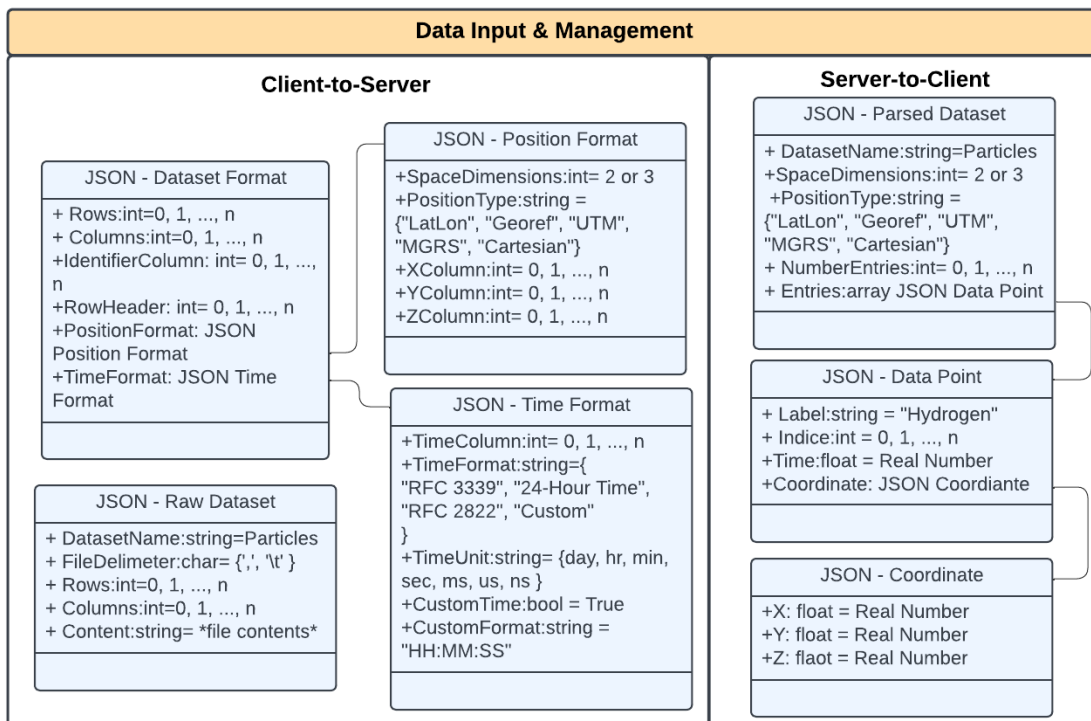 Data Input & Management
Client-to-Server
JSON - Dataset Format
+ Rows:int=0, 1, ..., n
+ Columns:int=0, 1, ..., n
+IdentifierColumn: int= 0, 1, ...,
n
+RowHeader: int= 0, 1, ..., n
+PositionFormat: JSON
Position Format
+TimeFormat: JSON Time
Format
JSON - Raw Dataset
+ DatasetName:string=Particles
+ FileDelimeter:char= {',', '\t' }
+ Rows:int=0, 1, ..., n
+ Columns:int=0, 1, ..., n
+ Content:string= *file contents*
JSON - Position Format
+SpaceDimensions:int= 2 or 3
+PositionType:string =
{"LatLon", "Georef", "UTM",
"MGRS", "Cartesian"}
+XColumn:int= 0, 1, ..., n
+YColumn:int= 0, 1, ..., n
+ZColumn:int= 0, 1, ..., n
JSON - Time Format
+TimeColumn:int= 0, 1, ..., n
+TimeFormat:string={
"RFC 3339", "24-Hour Time",
"RFC 2822", "Custom"
}
+TimeUnit:string= {day, hr, min,
sec, ms, us, ns }
+CustomTime:bool = True
+CustomFormat:string =
"HH:MM:SS"
Server-to-Client
JSON - Parsed Dataset
+ DatasetName:string=Particles
+SpaceDimensions:int= 2 or 3
+PositionType:string =
{"LatLon", "Georef", "UTM",
"MGRS", "Cartesian"}
+ NumberEntries:int= 0, 1, ..., n
+ Entries:array JSON Data Point
JSON - Data Point
+ Label:string = "Hydrogen"
+ Indice:int = 0, 1, ..., n
+Time:float = Real Number
+Coordinate: JSON Coordiante
JSON - Coordinate
+X: float = Real Number
+Y: float = Real Number
+Z: flaot = Real Number